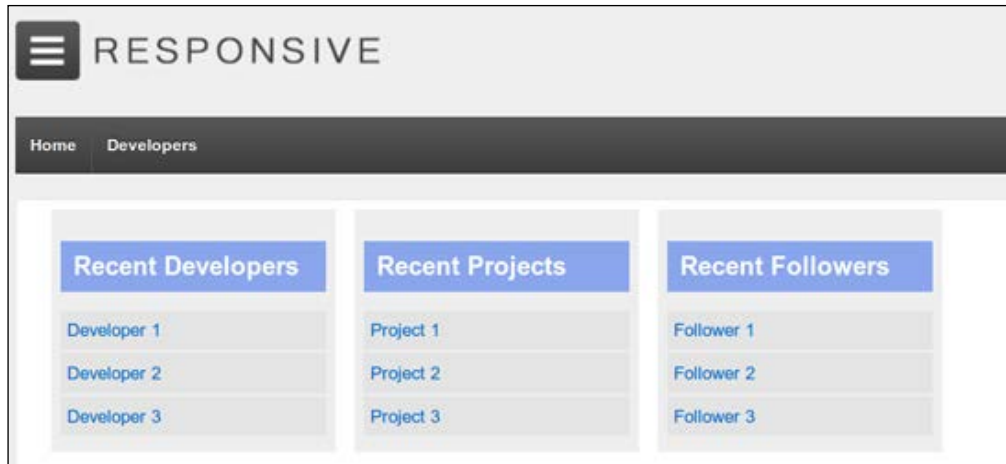 RESPONSIVE
Home Developers
Recent Developers
Developer 1
Developer 2
Developer 3
Recent Projects
Project 1
Project 2
Project 3
Recent Followers
Follower 1
Follower 2
Follower 3